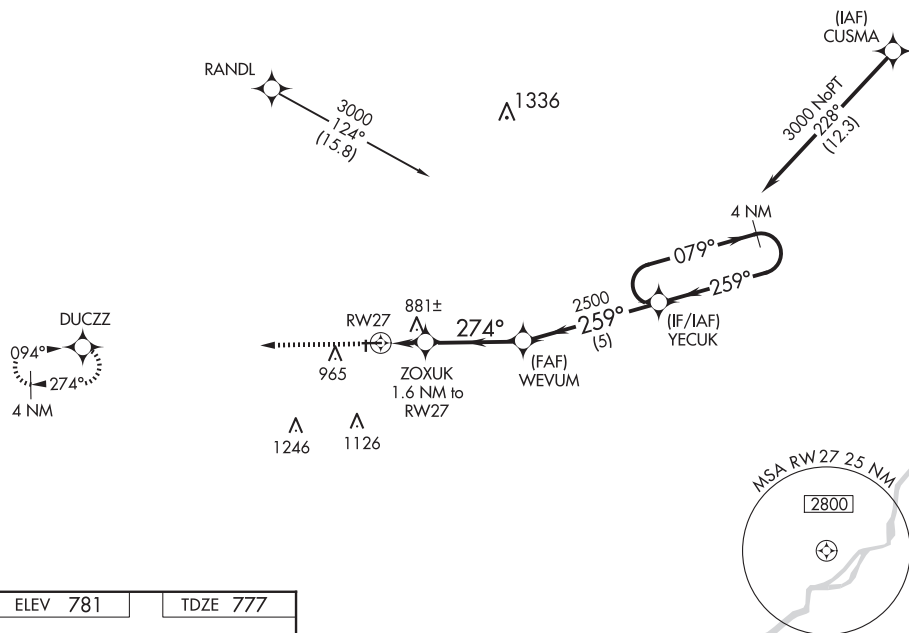 (IAF)
CUSMA
RANDL
3000
124°
(15.8)
1336
3000 NoPT
228°
(12.3)
4 NM
079°
259°
2500
259°
(5)
(IF/IAF)
YECUK
DUCZZ
094°
274°
4 NM
RW27
881±
274°
965
ZOXUK
1.6 NM to
RW27
(FAF)
WEVUM
1246
1126
MSA RW27 25 NM
2800
ELEV 781
TDZE 777